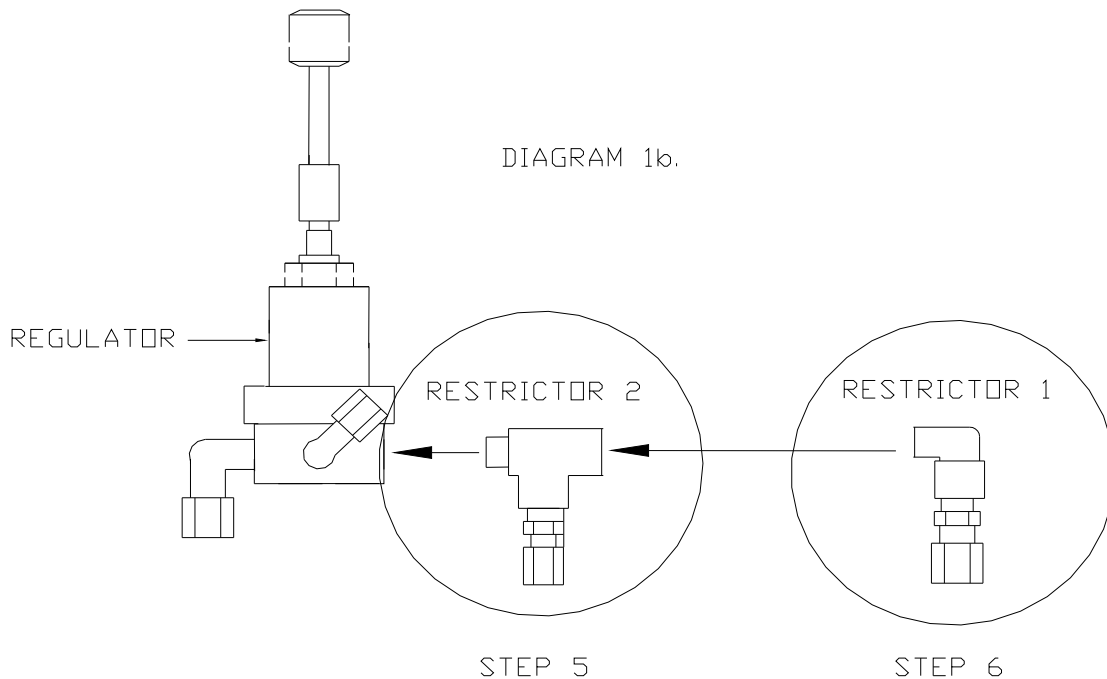 DIAGRAM 1b.
REGULATOR
RESTRICTOR 2
RESTRICTOR 1
STEP 5
STEP 6